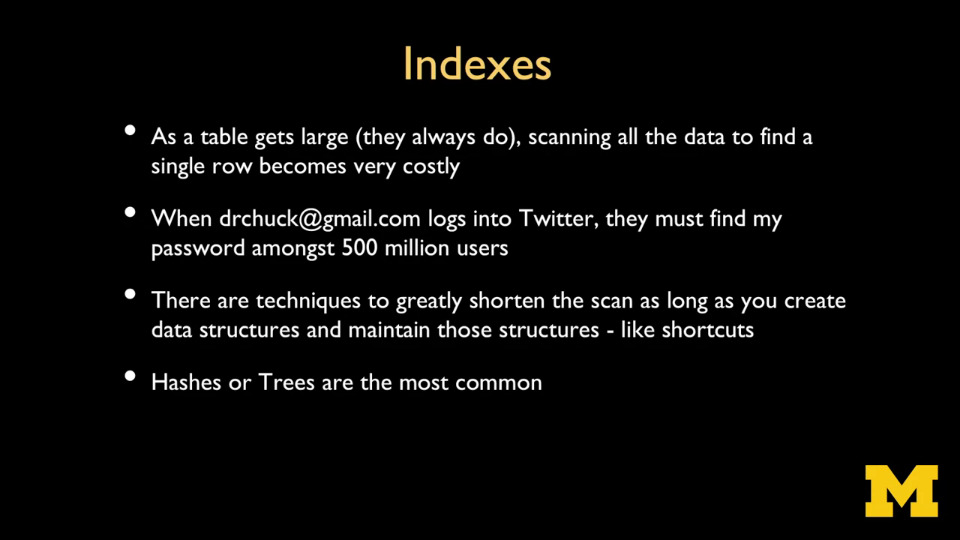 Indexes
• As a table gets large (they always do), scanning all the data to find a
single row becomes very costly
• When drchuck@gmail.com logs into Twitter, they must find my
password amongst 500 million users
• There are techniques to greatly shorten the scan as long as you create
data structures and maintain those structures - like shortcuts
• Hashes or Trees are the most common
M